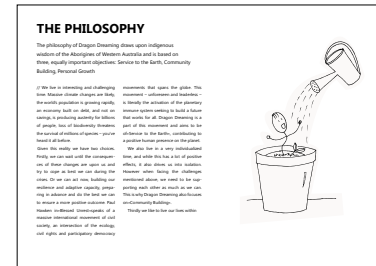 THE PHILOSOPHY
The philosophy of Dragon Dreaming draws upon indigenous
wisdom of the Aborigines of Western Australia and is based on
three, equally important objectives: Service to the Earth, Community
Building, Personal Growth
// We live in interesting and challenging
time. Massive climate changes are likely,
the world's population is growing rapidly,
an economy built on debt, and not on
savings, is producing austerity for billions
of people, loss of biodiversity threatens
the survival of millions of species – you've
heard it all before.
Given this reality we have two choices.
Firstly we can wait until the consequen-
ces of these changes are upon us and
try to cope as best we can during the
crises. Or we can act now, building our
resilience and adaptive capacity, prepa-
ring in advance and do the best we can
to ensure a more positive outcome. Paul
Hawken in›Blessed Unrest‹speaks of a
massive international movement of civil
society, an intersection of the ecology,
civil rights and participatory democracy
movements that spans the globe. This
movement – unforeseen and leaderless –
is literally the activation of the planetary
immune system seeking to build a future
that works for all. Dragon Dreaming is a
part of this movement and aims to be
of›Service to the Earth‹, contributing to
a positive human presence on the planet.
We also live in a very individualised
time, and while this has a lot of positive
effects, it also drives us into isolation.
However when facing the challenges
mentioned above, we need to be sup-
porting each other as much as we can.
This is why Dragon Dreaming also focuses
on›Community Building‹.
Thirdly we like to live our lives within